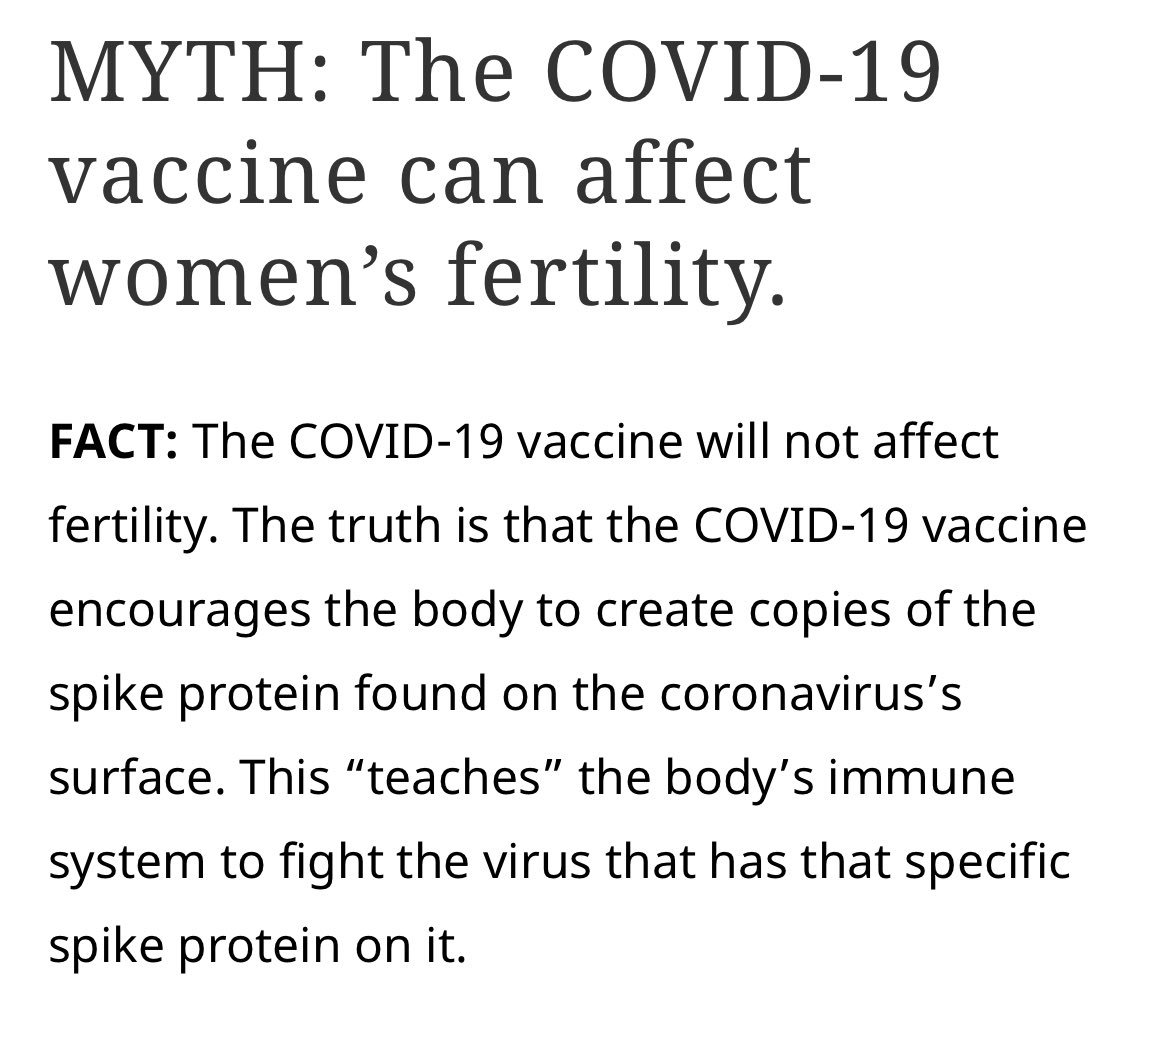 MYTH: The COVID-19
vaccine can affect
women’s fertility.
FACT: The COVID-19 vaccine will not affect
fertility. The truth is that the COVID-19 vaccine
encourages the body to create copies of the
spike protein found on the coronavirus’s
surface. This “teaches” the body’s immune
system to fight the virus that has that specific
spike protein on it.